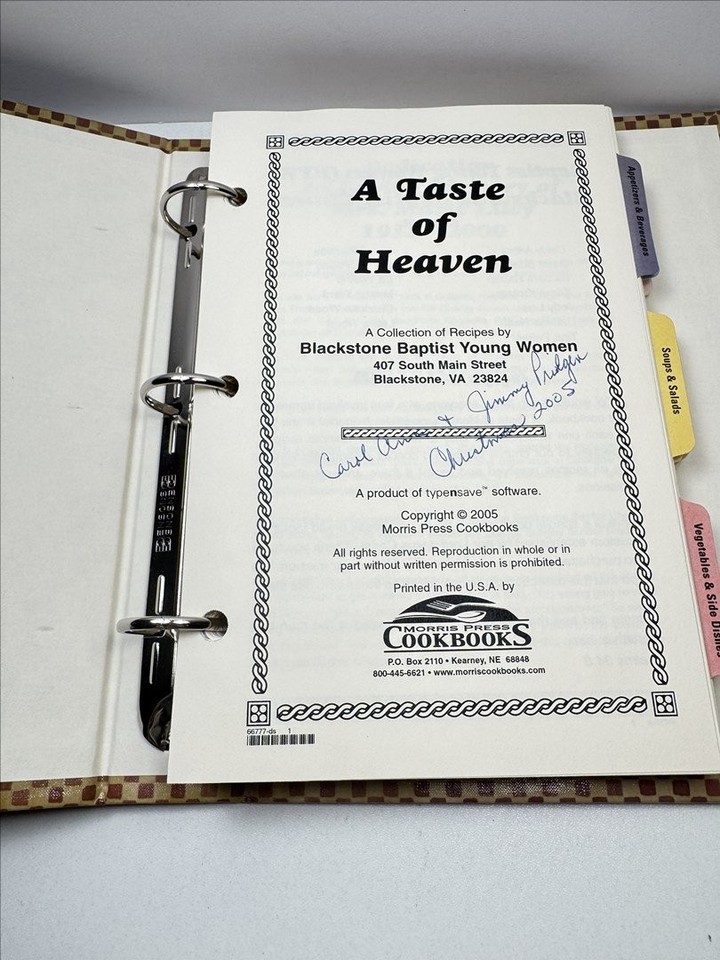 A Taste
of
Heaven
A Collection of Recipes by
Blackstone Baptist Young Women
407 South Main Street
Blackstone, VA 23824
Carol Anne & Jimmy Pridgen
Christmas 2005
A product of typensave™ software.
Copyright © 2005
Morris Press Cookbooks
All rights reserved. Reproduction in whole or in
part without written permission is prohibited.
Printed in the U.S.A. by
MORRIS PRESS
COOKBOOKS
P.O. Box 2110 • Kearney, NE 68848
800-445-6621 • www.morriscookbooks.com
66777-ds 1
Appetizers & Beverages
Soups & Salads
Vegetables & Side Dishes